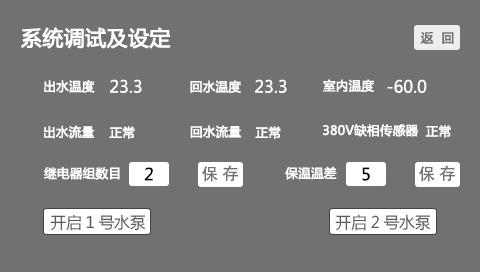 系统调试及设定 返 回
出水温度 23.3 回水温度 23.3 室内温度 -60.0
出水流量 正常 回水流量 正常 380V缺相传感器 正常
继电器组数目 2 保 存 保温温差 5 保 存
开启 1 号水泵 开启 2 号水泵